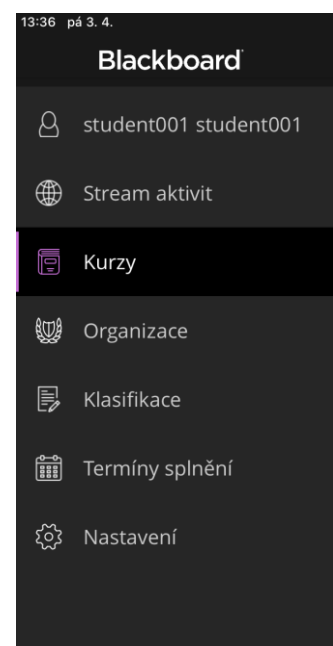 13:36 pá 3. 4.
Blackboard
student001 student001
Stream aktivit
Kurzy
Organizace
Klasifikace
Termíny splnění
Nastavení